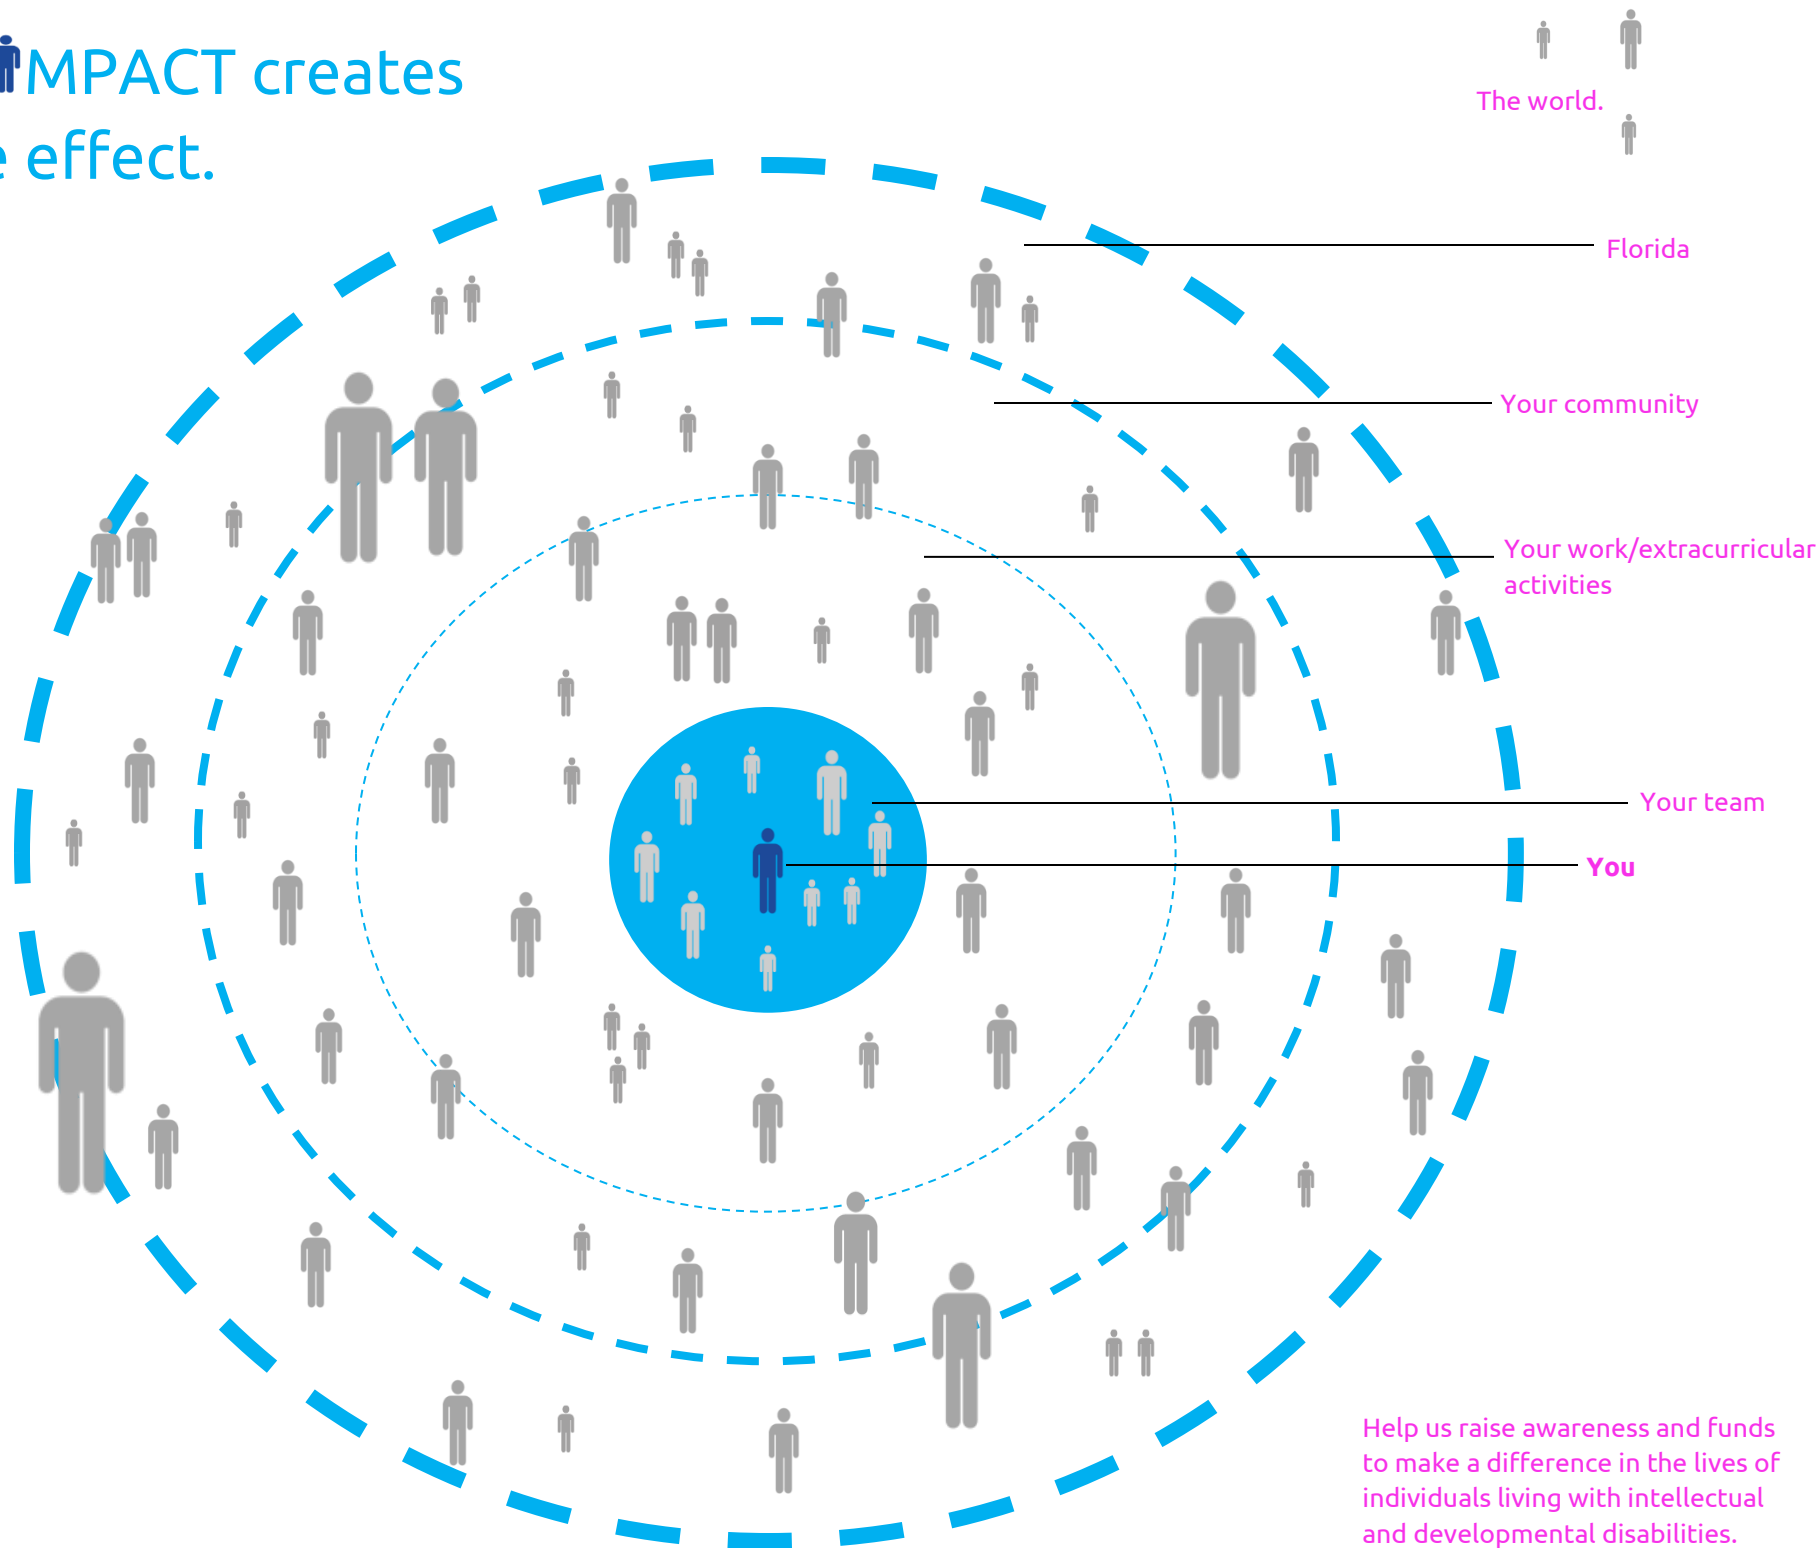 MPACT creates
e effect.
The world.
Florida
Your community
Your work/extracurricular
activities
Your team
You
Help us raise awareness and funds
to make a difference in the lives of
individuals living with intellectual
and developmental disabilities.